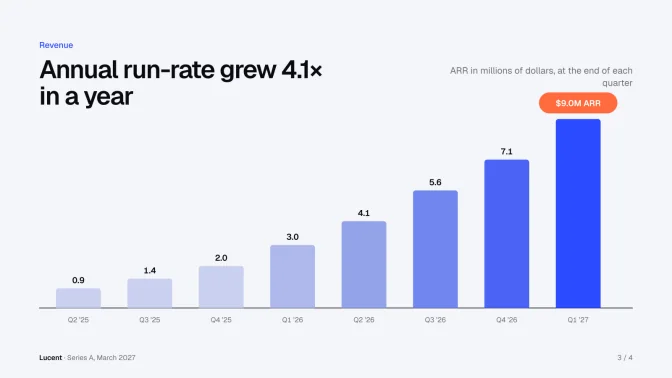 Revenue
Annual run-rate grew 4.1×
in a year
ARR in millions of dollars, at the end of each
quarter
$9.0M ARR
7.1
5.6
4.1
3.0
2.0
1.4
0.9
Q2 '25
Q3 '25
Q4 '25
Q1 '26
Q2 '26
Q3 '26
Q4 '26
Q1 '27
Lucent · Series A, March 2027
3 / 4